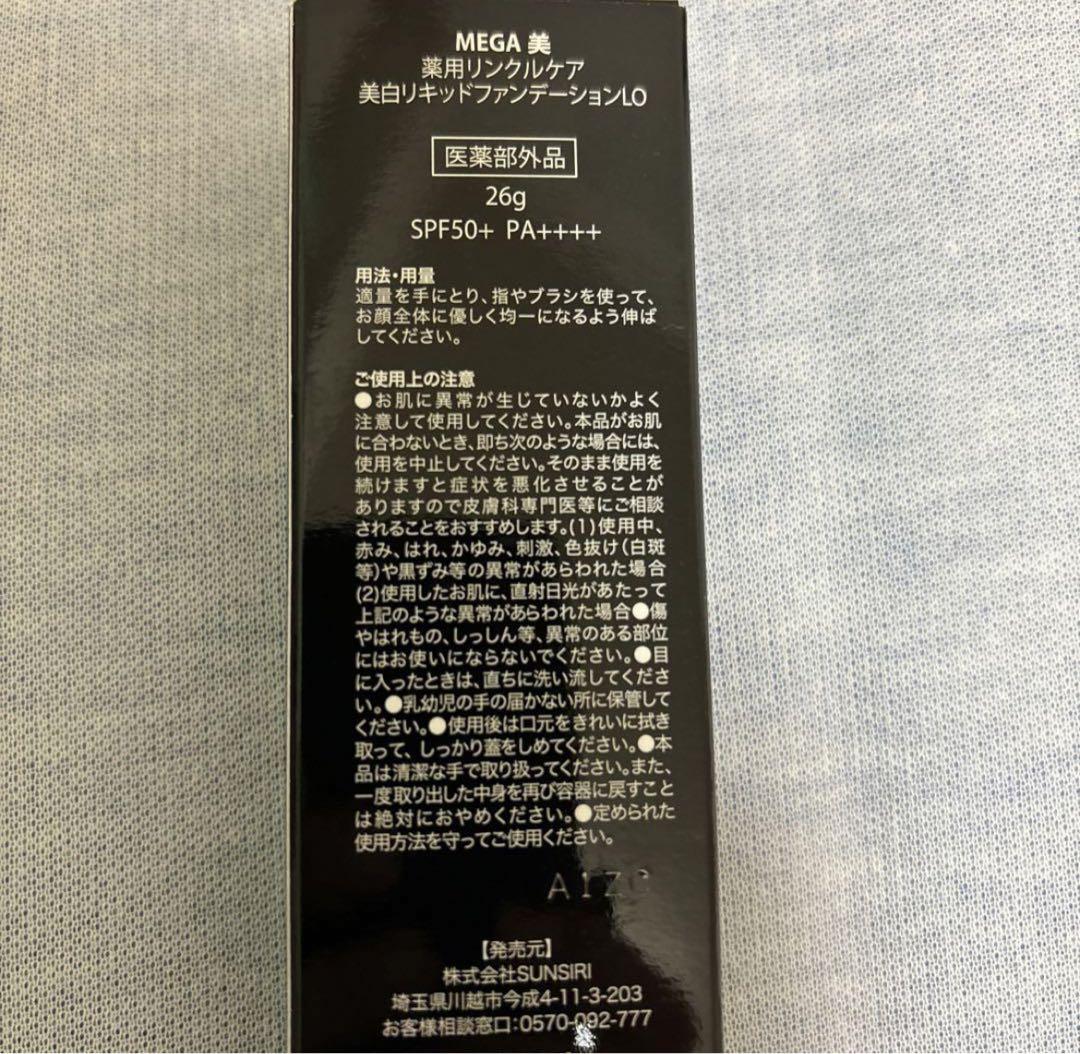 MEGA 美
薬用リンクルケア
美白リキッドファンデーションLO
医薬部外品
26g
SPF50+ PA++++
用法・用量
適量を手にとり、指やブラシを使って、
お顔全体に優しく均一になるよう伸ば
してください。
ご使用上の注意
●お肌に異常が生じていないかよく
注意して使用してください。本品がお肌
に合わないとき、即ち次のような場合には、
使用を中止してください。そのまま使用を
続けますと症状を悪化させることが
ありますので皮膚科専門医等にご相談
されることをおすすめします。(1)使用中、
赤み、はれ、かゆみ、刺激、色抜け(白斑
等)や黒ずみ等の異常があらわれた場合
(2)使用したお肌に、直射日光があたって
上記のような異常があらわれた場合●傷
やはれもの、しっしん等、異常のある部位
にはお使いにならないでください。●目
に入ったときは、直ちに洗い流してくださ
い。●乳幼児の手の届かない所に保管して
ください。●使用後は口元をきれいに拭き
取って、しっかり蓋をしめてください。●本
品は清潔な手で取り扱ってください。また、
一度取り出した中身を再び容器に戻すこと
は絶対におやめください。●定められた
使用方法を守ってご使用ください。
【発売元】
株式会社SUNSIRI
埼玉県川越市今成4-11-3-203
お客様相談窓口:0570-092-777